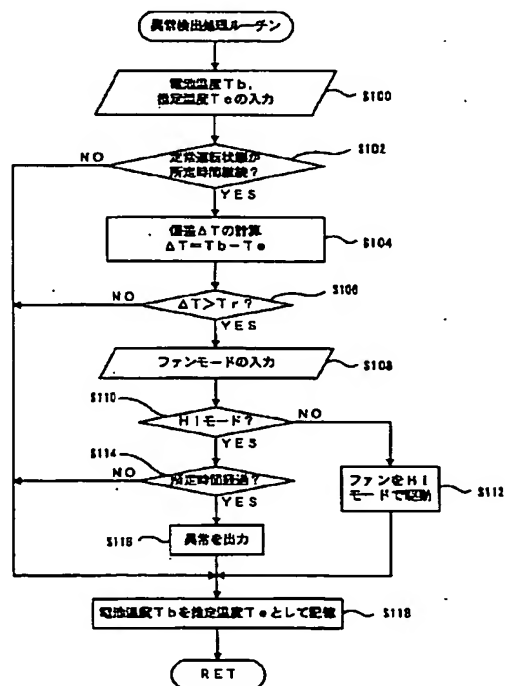 異常検出処理ルーチン
電池温度Tb,
推定温度Teの入力
S100
定常運転状態が
所定時間継続?
S102
NO
YES
偏差ΔTの計算
ΔT=Tb−Te
S104
ΔT>Tr?
S106
NO
YES
ファンモードの入力
S108
S110
HIモード?
NO
YES
S114
所定時間経過?
NO
YES
ファンをHI
モードで駆動
S112
S116
異常を出力
電池温度Tbを推定温度Teとして記憶
S118
RET